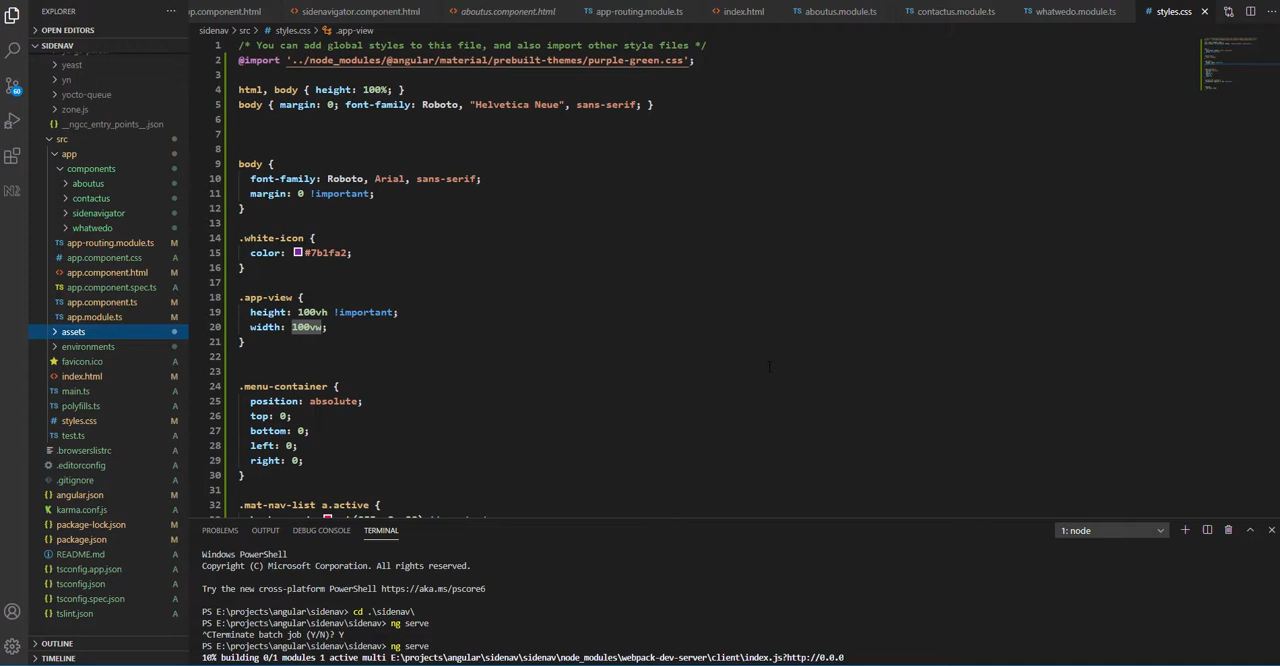 EXPLORER
OPEN EDITORS
SIDENAV
yeast
yn
yocto-queue
zone.js
{} __ngcc_entry_points__.json
src
app
components
aboutus
contactus
sidenavigator
whatwedo
TS app-routing.module.ts M
# app.component.css A
<> app.component.html M
TS app.component.spec.ts A
TS app.component.ts M
TS app.module.ts M
assets
environments
favicon.ico A
<> index.html M
TS main.ts A
TS polyfills.ts A
# styles.css M
TS test.ts A
.browserslistrc A
.editorconfig A
.gitignore A
{} angular.json M
karma.conf.js A
{} package-lock.json M
{} package.json M
README.md A
{} tsconfig.app.json A
{} tsconfig.json A
{} tsconfig.spec.json A
tslint.json A
OUTLINE
TIMELINE
60
pp.component.html <> sidenavigator.component.html <> aboutus.component.html TS app-routing.module.ts <> index.html TS aboutus.module.ts TS contactus.module.ts TS whatwedo.module.ts # styles.css
sidenav > src > # styles.css > .app-view
1 /* You can add global styles to this file, and also import other style files */
2 @import '../node_modules/@angular/material/prebuilt-themes/purple-green.css';
3
4 html, body { height: 100%; }
5 body { margin: 0; font-family: Roboto, "Helvetica Neue", sans-serif; }
6
7
8
9 body {
10 font-family: Roboto, Arial, sans-serif;
11 margin: 0 !important;
12 }
13
14 .white-icon {
15 color: #7b1fa2;
16 }
17
18 .app-view {
19 height: 100vh !important;
20 width: 100vw;
21 }
22
23
24 .menu-container {
25 position: absolute;
26 top: 0;
27 bottom: 0;
28 left: 0;
29 right: 0;
30 }
31
32 .mat-nav-list a.active {
PROBLEMS OUTPUT DEBUG CONSOLE TERMINAL 1: node
Windows PowerShell
Copyright (C) Microsoft Corporation. All rights reserved.
Try the new cross-platform PowerShell https://aka.ms/pscore6
PS E:\projects\angular\sidenav> cd .\sidenav\
PS E:\projects\angular\sidenav\sidenav> ng serve
^CTerminate batch job (Y/N)? Y
PS E:\projects\angular\sidenav\sidenav> ng serve
10% building 0/1 modules 1 active multi E:\projects\angular\sidenav\sidenav\node_modules\webpack-dev-server\client\index.js?http://0.0.0